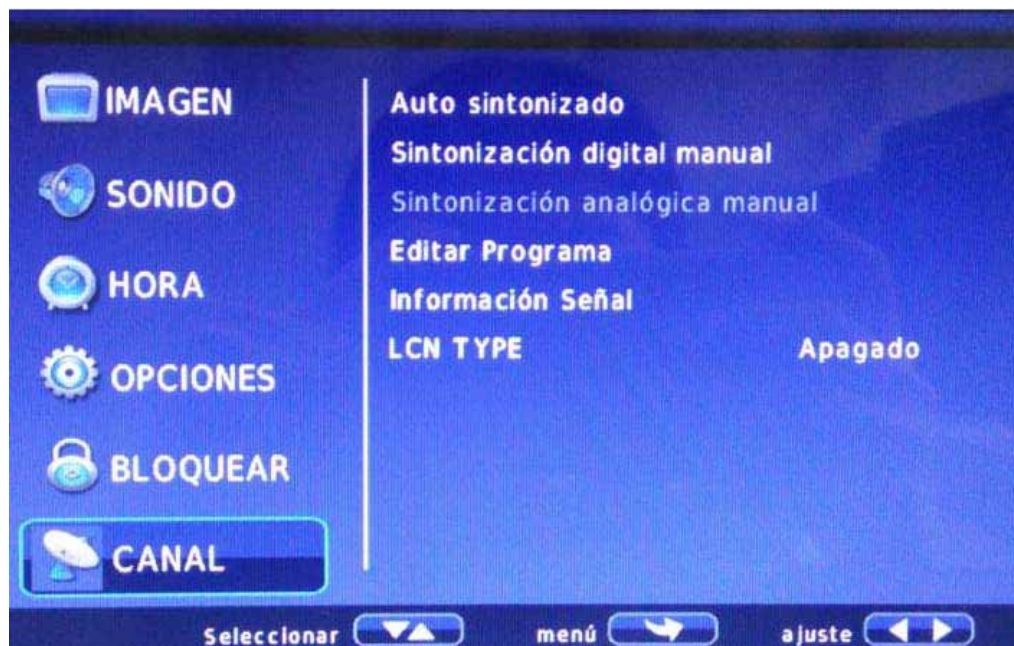 IMAGEN
SONIDO
HORA
OPCIONES
BLOQUEAR
CANAL
Auto sintonizado
Sintonización digital manual
Sintonización analógica manual
Editar Programa
Información Señal
LCN TYPE Apagado
Seleccionar menú ajuste